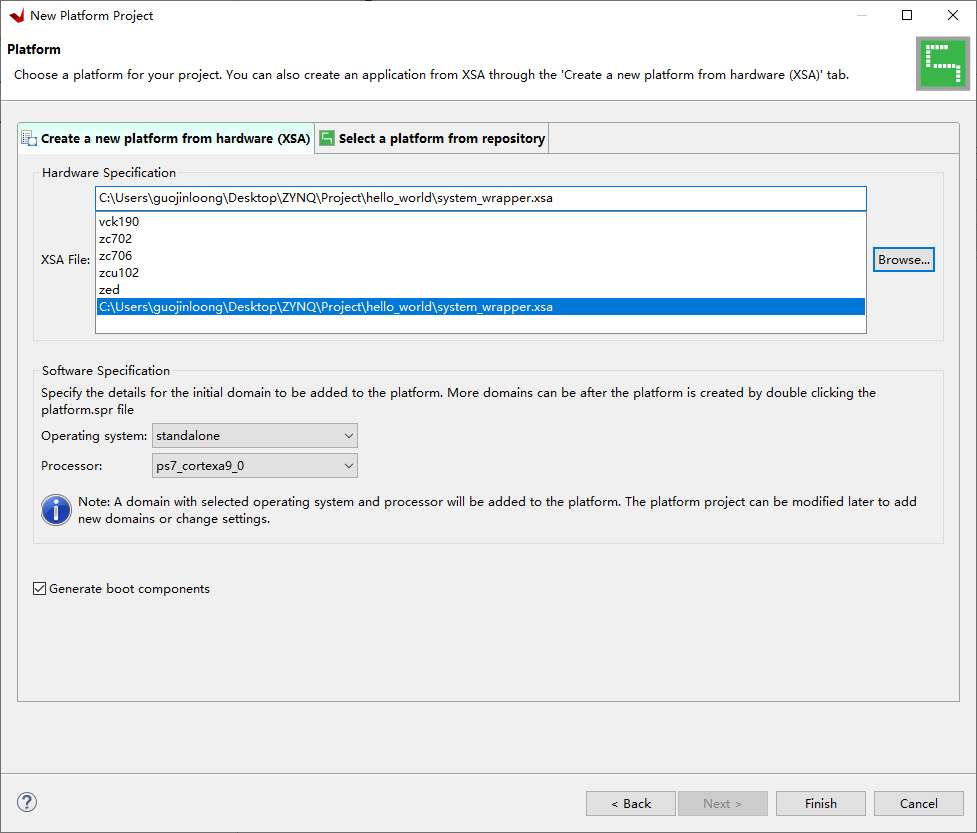 New Platform Project
Platform
Choose a platform for your project. You can also create an application from XSA through the 'Create a new platform from hardware (XSA)' tab.
Create a new platform from hardware (XSA)
Select a platform from repository
Hardware Specification
C:\Users\guojinloong\Desktop\ZYNQ\Project\hello_world\system_wrapper.xsa
vck190
zc702
XSA File:
zc706
Browse...
zcu102
zed
C:\Users\guojinloong\Desktop\ZYNQ\Project\hello_world\system_wrapper.xsa
Software Specification
Specify the details for the initial domain to be added to the platform. More domains can be after the platform is created by double clicking the
platform.spr file
Operating system: standalone
Processor: ps7_cortexa9_0
Note: A domain with selected operating system and processor will be added to the platform. The platform project can be modified later to add
new domains or change settings.
Generate boot components
?
< Back
Next >
Finish
Cancel